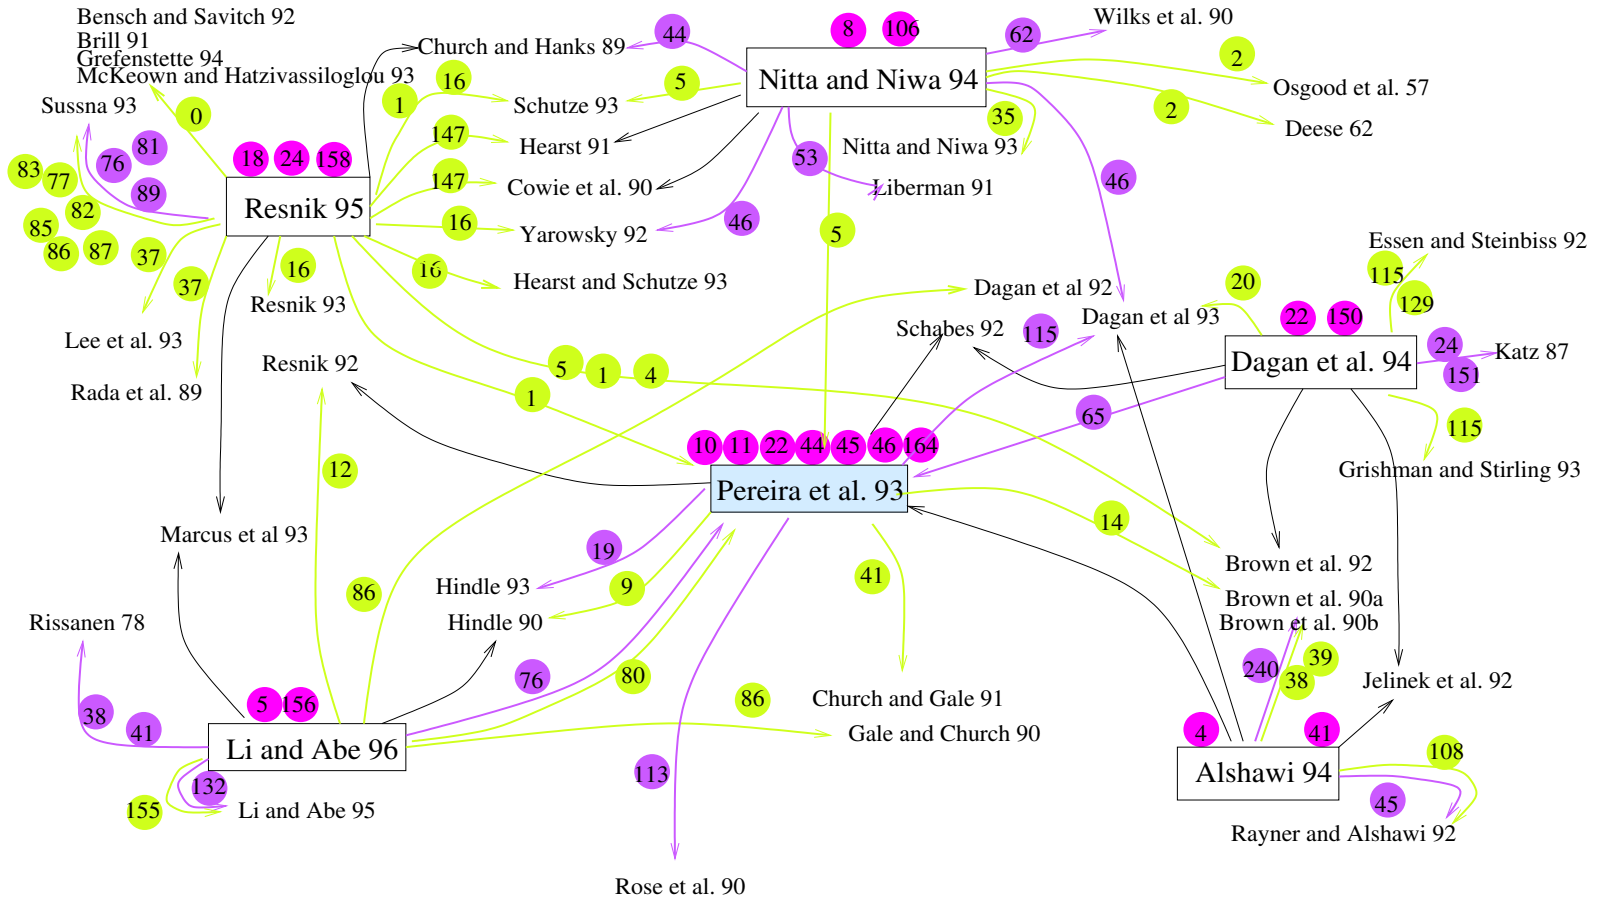 Bensch and Savitch 92
Brill 91
Grefenstette 94
McKeown and Hatzivassiloglou 93
Sussna 93
0
76
81
89
83
77
82
85
86
87
37
37
18
24
158
Resnik 95
16
Resnik 93
Lee et al. 93
Rada et al. 89
Resnik 92
Church and Hanks 89
44
1
16
Schutze 93
5
147
Hearst 91
147
Cowie et al. 90
16
Yarowsky 92
46
16
Hearst and Schutze 93
8
106
Nitta and Niwa 94
62
Wilks et al. 90
2
Osgood et al. 57
2
Deese 62
35
Nitta and Niwa 93
53
Liberman 91
46
5
Dagan et al 92
Schabes 92
115
Dagan et al 93
20
Essen and Steinbiss 92
115
129
22
150
Dagan et al. 94
24
151
Katz 87
65
115
Grishman and Stirling 93
5
1
4
1
12
10
11
22
44
45
46
164
Pereira et al. 93
14
Marcus et al 93
19
Hindle 93
9
Hindle 90
86
41
Brown et al. 92
Brown et al. 90a
Brown et al. 90b
Rissanen 78
38
41
5
156
Li and Abe 96
132
155
Li and Abe 95
76
80
86
Church and Gale 91
Gale and Church 90
113
Rose et al. 90
240
38
39
Jelinek et al. 92
4
41
Alshawi 94
108
45
Rayner and Alshawi 92